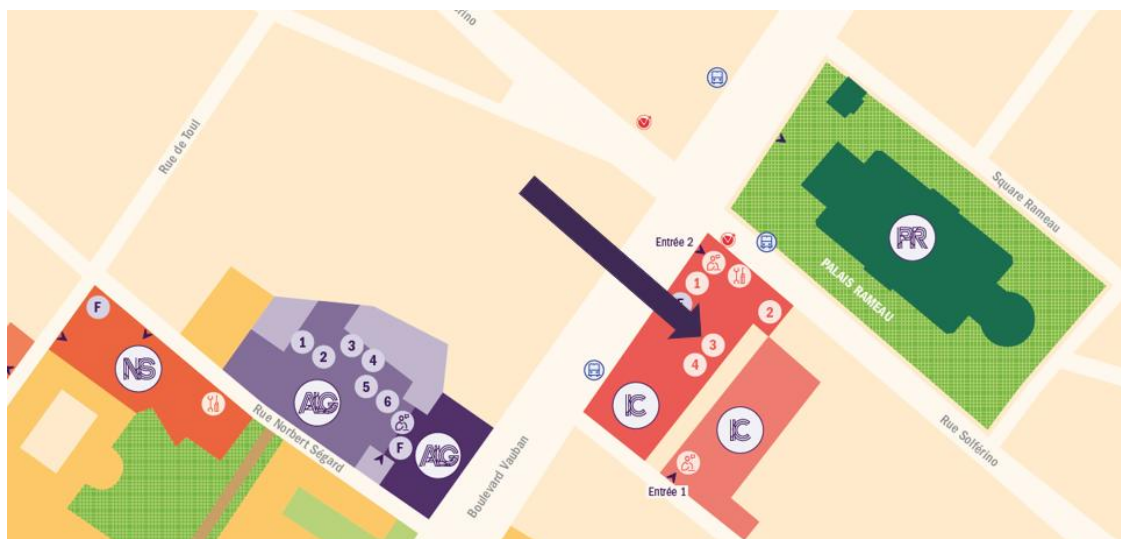 Rue de Toul
Square Rameau
Entrée 2
PR
PALAIS RAMEAU
1
2
3
4
F
NS
1
2
3
4
5
6
ALG
F
ALG
IC
IC
Rue Norbert Ségard
Boulevard Vauban
Rue Solférino
Entrée 1